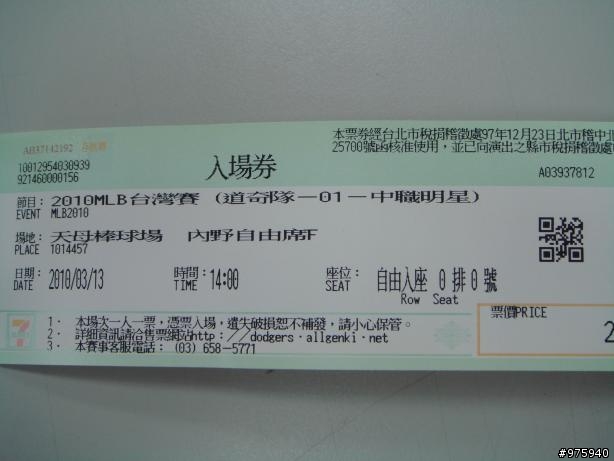 AB37142192
10012954030939
921460000156
入場券
本票券經台北市稅捐稽徵處97年12月23日北市稽中北
25700號函核准使用，並已向演出之縣市稅捐稽徵處
A03937812
節目： 2010MLB台灣賽 (道奇隊－01－中職明星)
EVENT MLB2010
場地： 天母棒球場 內野自由席F
PLACE 1014457
日期： 2010/03/13 時間： 14:00 座位： 自由入座 0 排 0 號
DATE TIME SEAT Row Seat
票價PRICE
2
7
1． 本場次一人一票，憑票入場，遺失破損恕不補發，請小心保管。
2． 詳細資訊請洽售票網站http：//dodgers．allgenki．net
3． 本賽事客服電話： (03) 658-5771
#975940